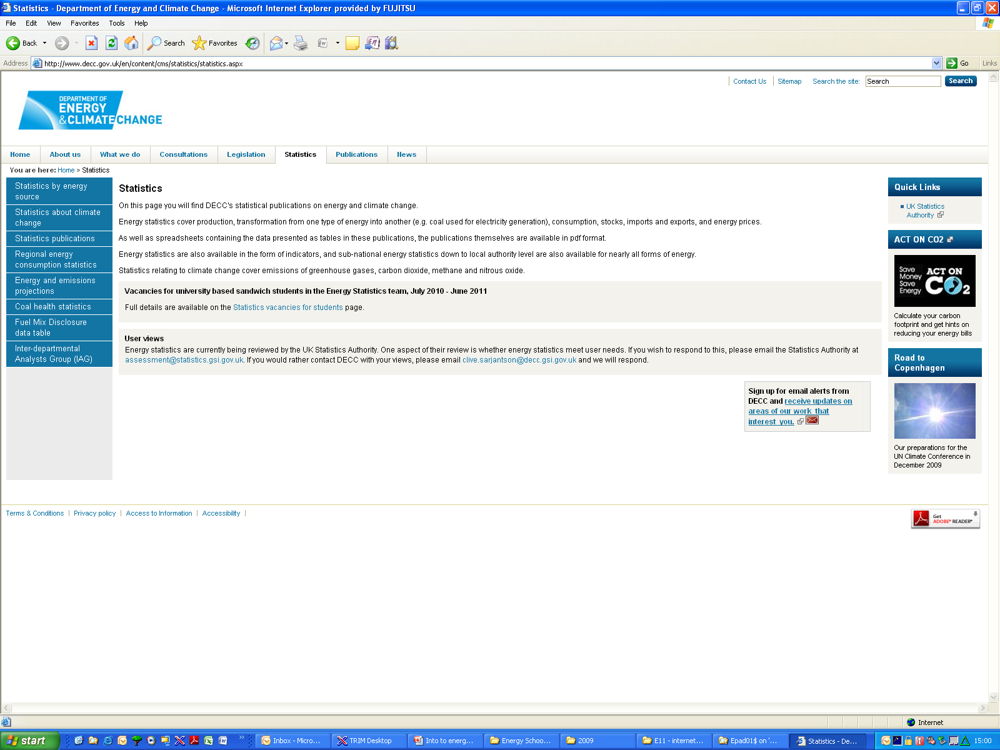 Statistics - Department of Energy and Climate Change - Microsoft Internet Explorer provided by FUJITSU
File Edit View Favorites Tools Help
Back Search Favorites
Address http://www.decc.gov.uk/en/content/cms/statistics/statistics.aspx Go Links
Contact Us Sitemap Search the site: Search Search
DEPARTMENT OF
ENERGY
&CLIMATE CHANGE
Home About us What we do Consultations Legislation Statistics Publications News
You are here: Home > Statistics
Statistics by energy
source
Statistics about climate
change
Statistics publications
Regional energy
consumption statistics
Energy and emissions
projections
Coal health statistics
Fuel Mix Disclosure
data table
Inter-departmental
Analysts Group (IAG)
Statistics
On this page you will find DECC's statistical publications on energy and climate change.
Energy statistics cover production, transformation from one type of energy into another (e.g. coal used for electricity generation), consumption, stocks, imports and exports, and energy prices.
As well as spreadsheets containing the data presented as tables in these publications, the publications themselves are available in pdf format.
Energy statistics are also available in the form of indicators, and sub-national energy statistics down to local authority level are also available for nearly all forms of energy.
Statistics relating to climate change cover emissions of greenhouse gases, carbon dioxide, methane and nitrous oxide.
Vacancies for university based sandwich students in the Energy Statistics team, July 2010 - June 2011
Full details are available on the Statistics vacancies for students page.
User views
Energy statistics are currently being reviewed by the UK Statistics Authority. One aspect of their review is whether energy statistics meet user needs. If you wish to respond to this, please email the Statistics Authority at
assessment@statistics.gsi.gov.uk. If you would rather contact DECC with your views, please email clive.sarjantson@decc.gsi.gov.uk and we will respond.
Sign up for email alerts from
DECC and receive updates on
areas of our work that
interest you.
Quick Links
UK Statistics
Authority
ACT ON CO2
Save
Money
Save
Energy
ACT ON
CO2
Calculate your carbon
footprint and get hints on
reducing your energy bills
Road to
Copenhagen
Our preparations for the
UN Climate Conference in
December 2009
Terms & Conditions | Privacy policy | Access to Information | Accessibility |
Get
ADOBE® READER®
Internet
start
Inbox - Micro... TRIM Desktop Into to energ... Energy Schoo... 2009 E11 - internet... Epad01$ on '... Statistics - De... 15:00